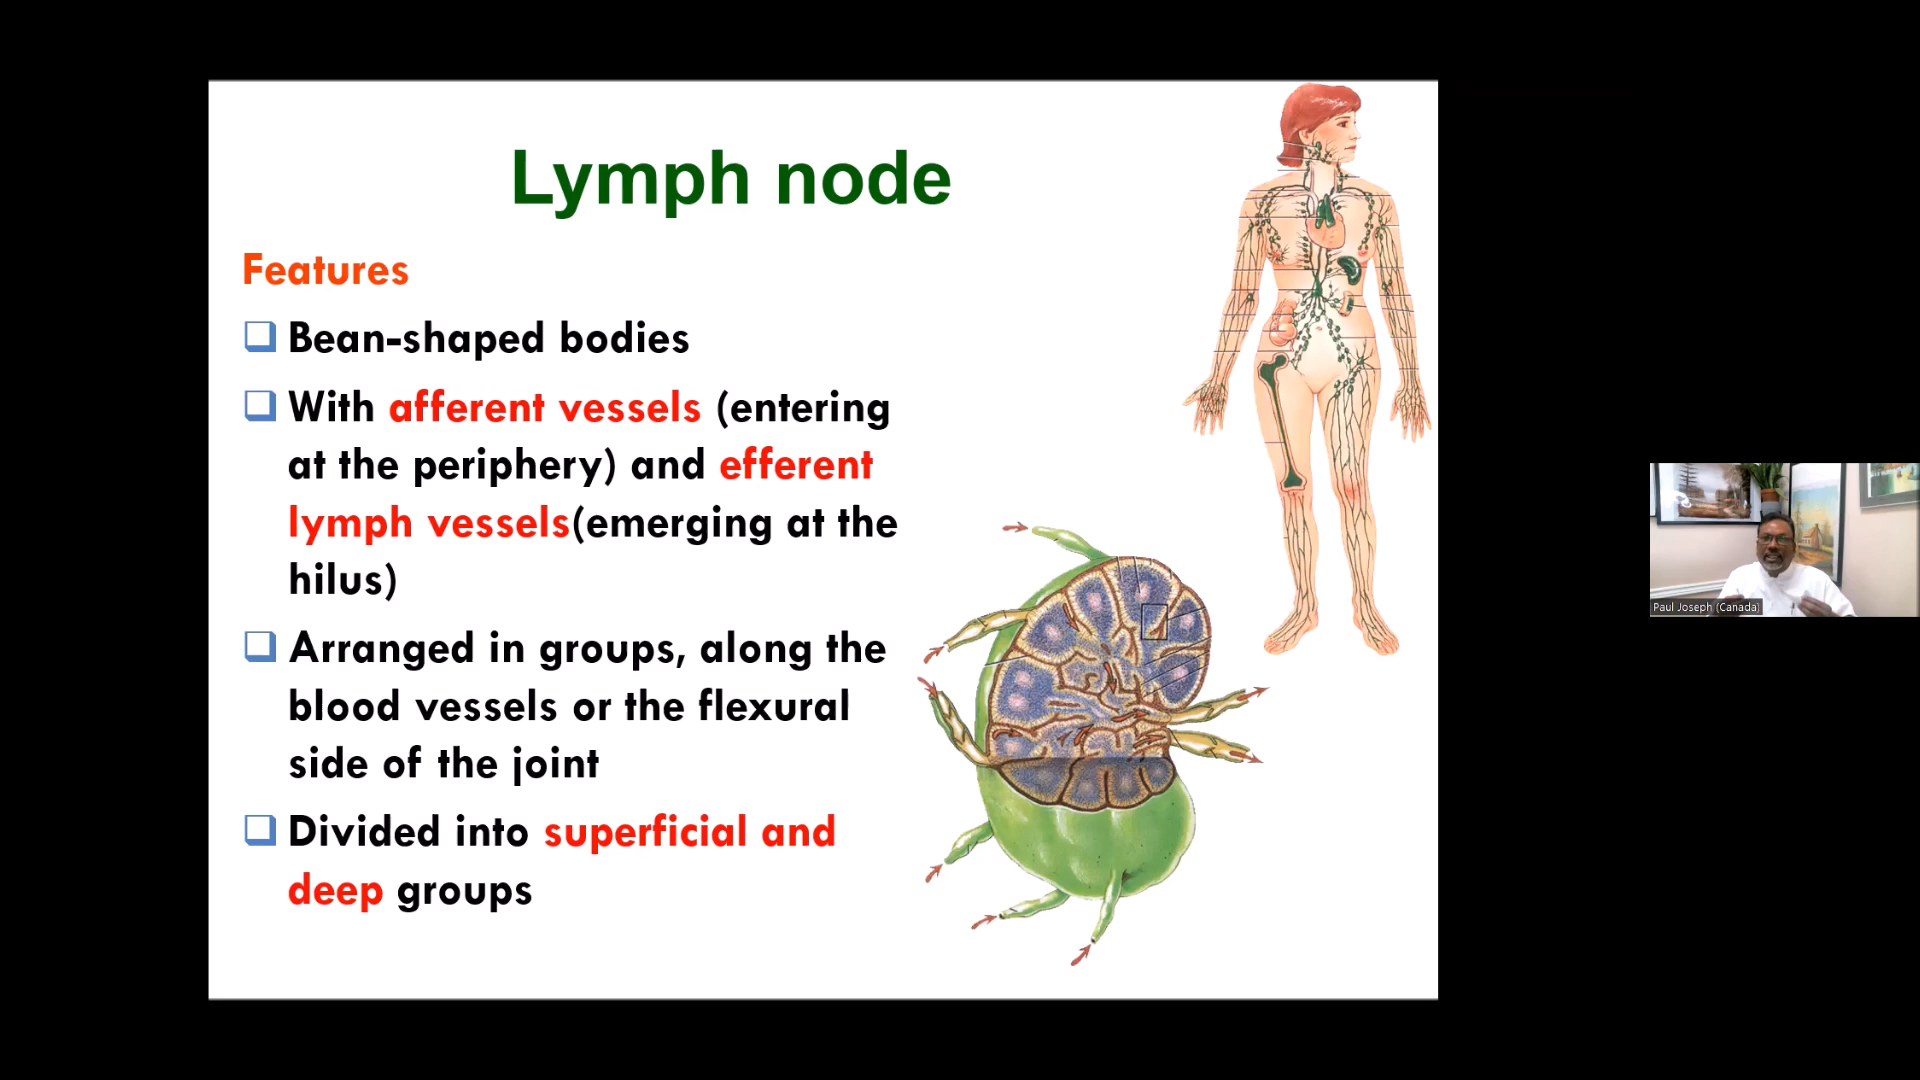 Lymph node
Features
Bean-shaped bodies
With afferent vessels (entering
at the periphery) and efferent
lymph vessels(emerging at the
hilus)
Arranged in groups, along the
blood vessels or the flexural
side of the joint
Divided into superficial and
deep groups
Paul Joseph (Canada)